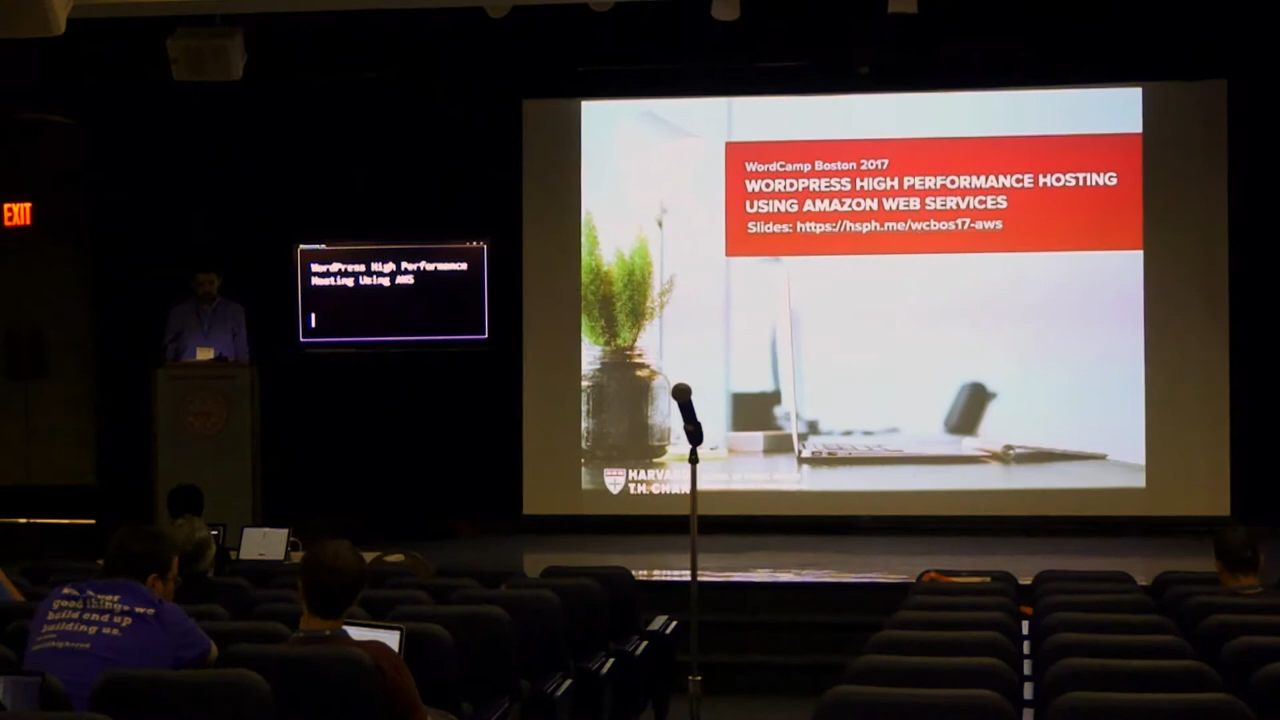 EXIT
WordPress High Performance
Hosting Using AWS
WordCamp Boston 2017
WORDPRESS HIGH PERFORMANCE HOSTING
USING AMAZON WEB SERVICES
Slides: https://hsph.me/wcbos17-aws
HARVARD
T.H. CHAN
good things we
build end up
building us.